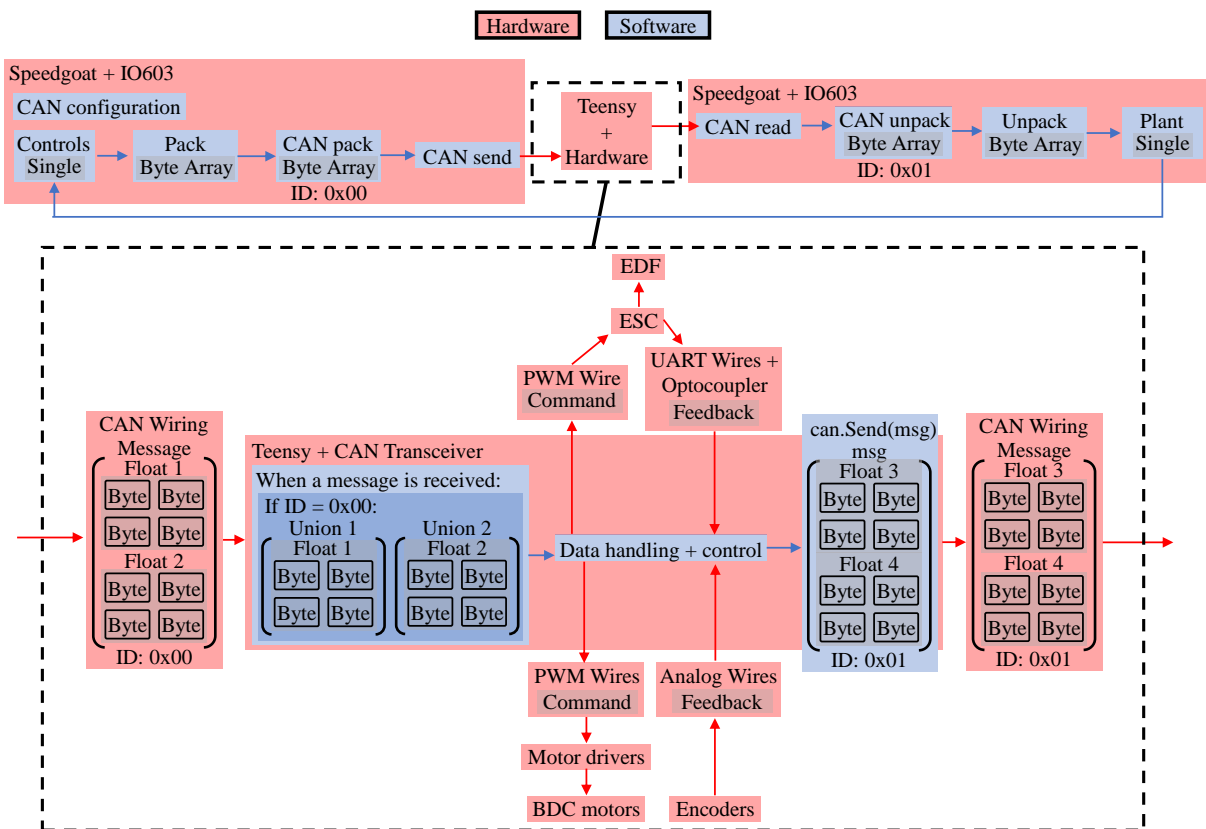 Hardware
Software
Speedgoat + IO603
CAN configuration
Controls
Single
Pack
Byte Array
CAN pack
Byte Array
ID: 0x00
CAN send
Teensy
+
Hardware
Speedgoat + IO603
CAN read
CAN unpack
Byte Array
ID: 0x01
Unpack
Byte Array
Plant
Single
EDF
ESC
PWM Wire
Command
UART Wires +
Optocoupler
Feedback
CAN Wiring
Message
Float 1
Byte Byte
Byte Byte
Float 2
Byte Byte
Byte Byte
ID: 0x00
Teensy + CAN Transceiver
When a message is received:
If ID = 0x00:
Union 1
Float 1
Byte Byte
Byte Byte
Union 2
Float 2
Byte Byte
Byte Byte
Data handling + control
can.Send(msg)
msg
Float 3
Byte Byte
Byte Byte
Float 4
Byte Byte
Byte Byte
ID: 0x01
CAN Wiring
Message
Float 3
Byte Byte
Byte Byte
Float 4
Byte Byte
Byte Byte
ID: 0x01
PWM Wires
Command
Motor drivers
BDC motors
Analog Wires
Feedback
Encoders